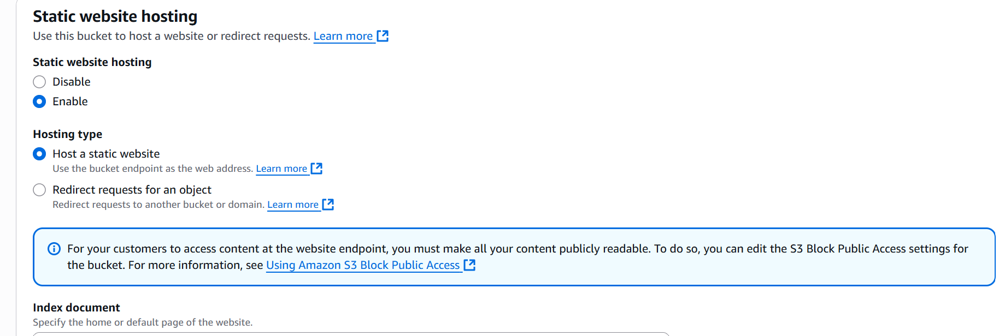 Static website hosting
Use this bucket to host a website or redirect requests. Learn more
Static website hosting
Disable
Enable
Hosting type
Host a static website
Use the bucket endpoint as the web address. Learn more
Redirect requests for an object
Redirect requests to another bucket or domain. Learn more
For your customers to access content at the website endpoint, you must make all your content publicly readable. To do so, you can edit the S3 Block Public Access settings for
the bucket. For more information, see Using Amazon S3 Block Public Access
Index document
Specify the home or default page of the website.